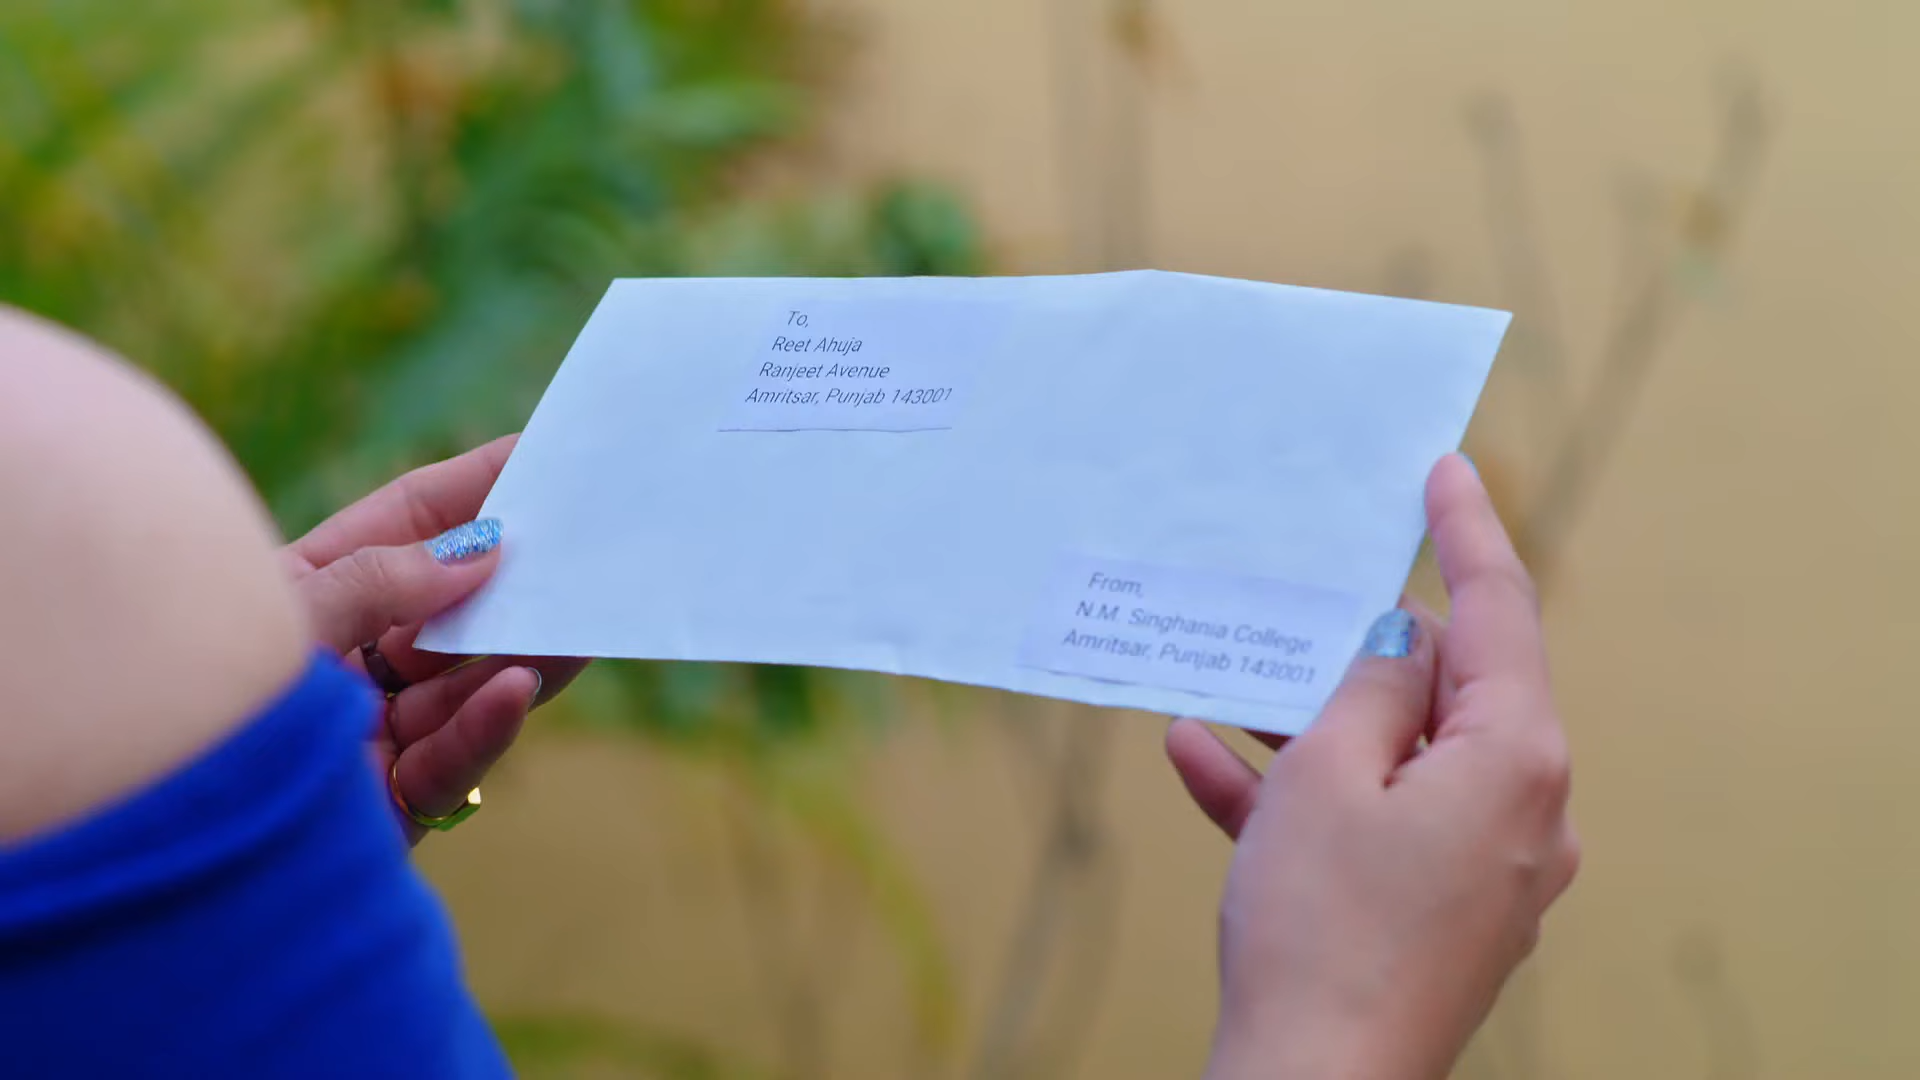 To,
Reet Ahuja
Ranjeet Avenue
Amritsar, Punjab 143001
From,
N.M Singhania College
Amritsar, Punjab 143001